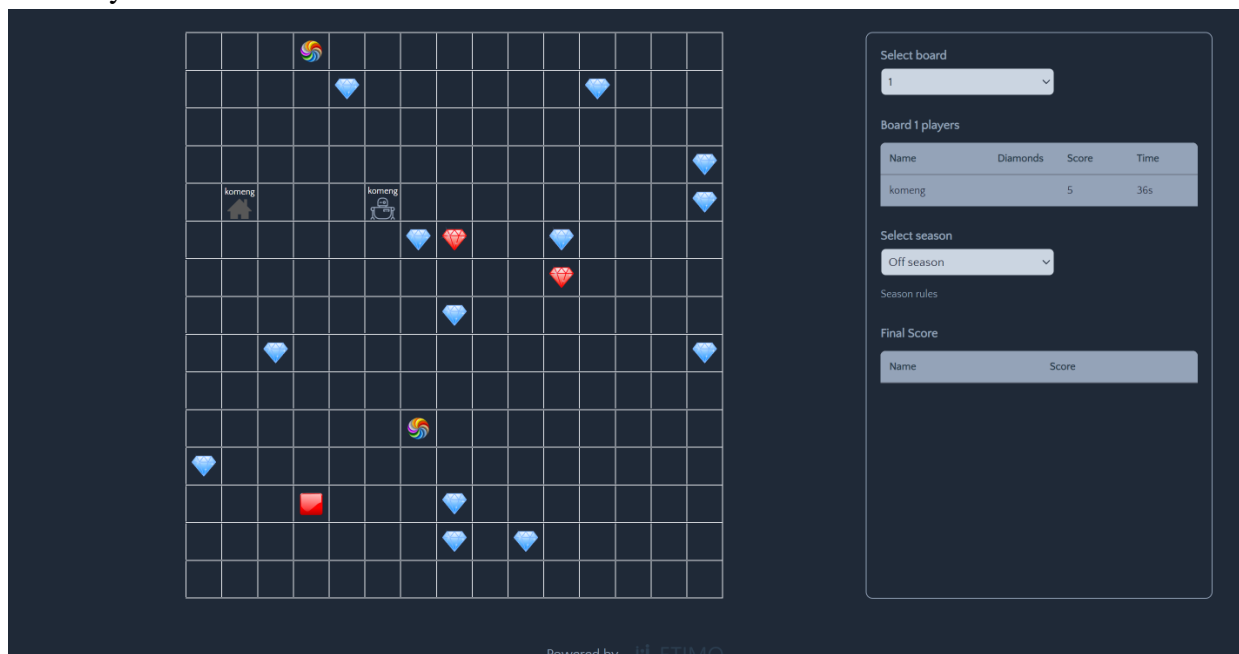 komeng
komeng
Select board
1
Board 1 players
Name Diamonds Score Time
komeng 5 36s
Select season
Off season
Season rules
Final Score
Name Score
Powered by ETIMO